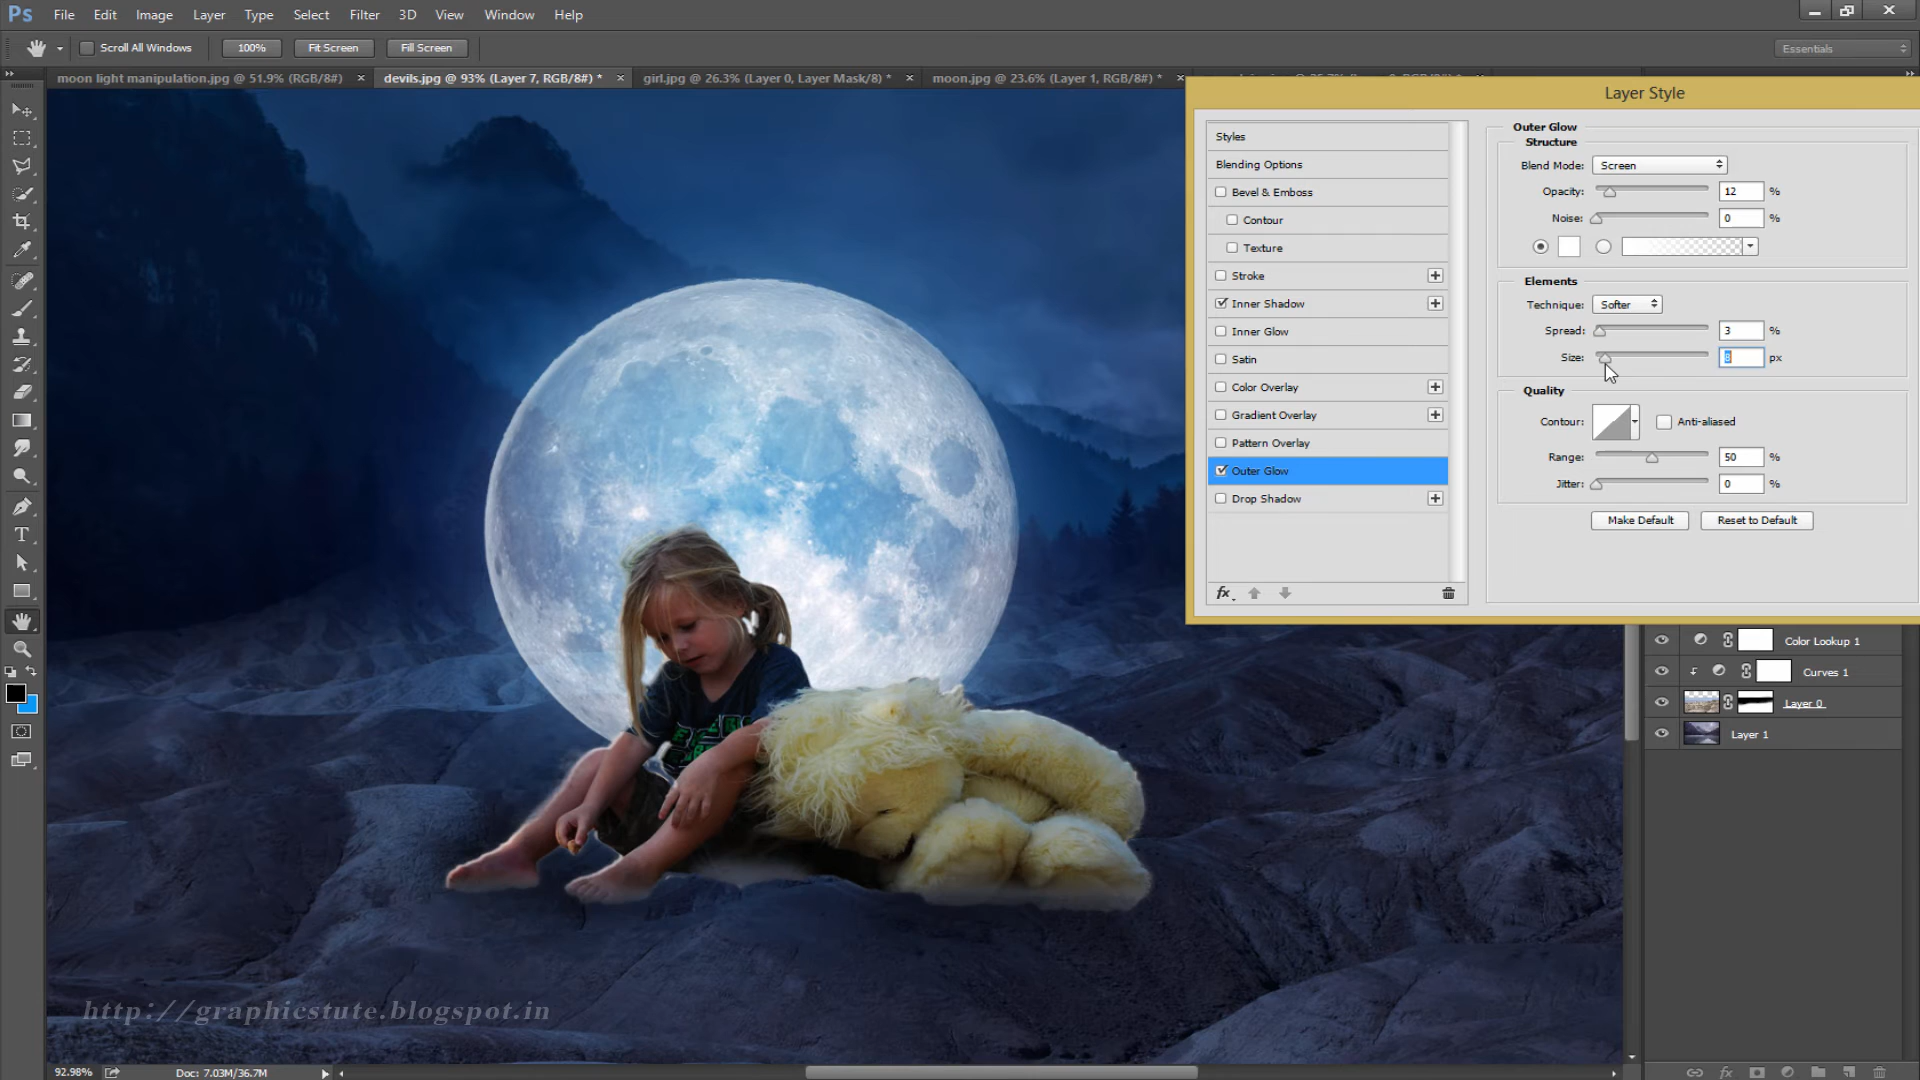 Ps File Edit Image Layer Type Select Filter 3D View Window Help
Scroll All Windows 100% Fit Screen Fill Screen Essentials
moon light manipulation.jpg @ 51.9% (RGB/8#) devils.jpg @ 93% (Layer 7, RGB/8#) * girl.jpg @ 26.3% (Layer 0, Layer Mask/8) * moon.jpg @ 23.6% (Layer 1, RGB/8#) *
Layer Style
Styles
Blending Options
Bevel & Emboss
Contour
Texture
Stroke
Inner Shadow
Inner Glow
Satin
Color Overlay
Gradient Overlay
Pattern Overlay
Outer Glow
Drop Shadow
fx
Outer Glow
Structure
Blend Mode: Screen
Opacity: 12 %
Noise: 0 %
Elements
Technique: Softer
Spread: 3 %
Size: 8 px
Quality
Contour: Anti-aliased
Range: 50 %
Jitter: 0 %
Make Default Reset to Default
Color Lookup 1
Curves 1
Layer 0
Layer 1
http://graphicstute.blogspot.in
92.98% Doc: 7.03M/36.7M fx